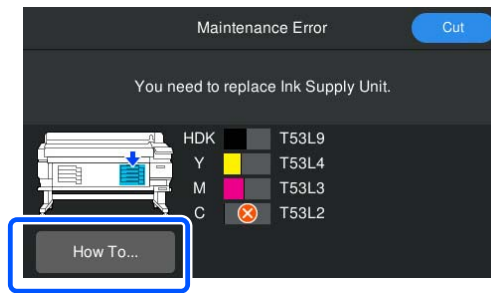 Maintenance Error
Cut
You need to replace Ink Supply Unit.
HDK T53L9
Y T53L4
M T53L3
C T53L2
How To...